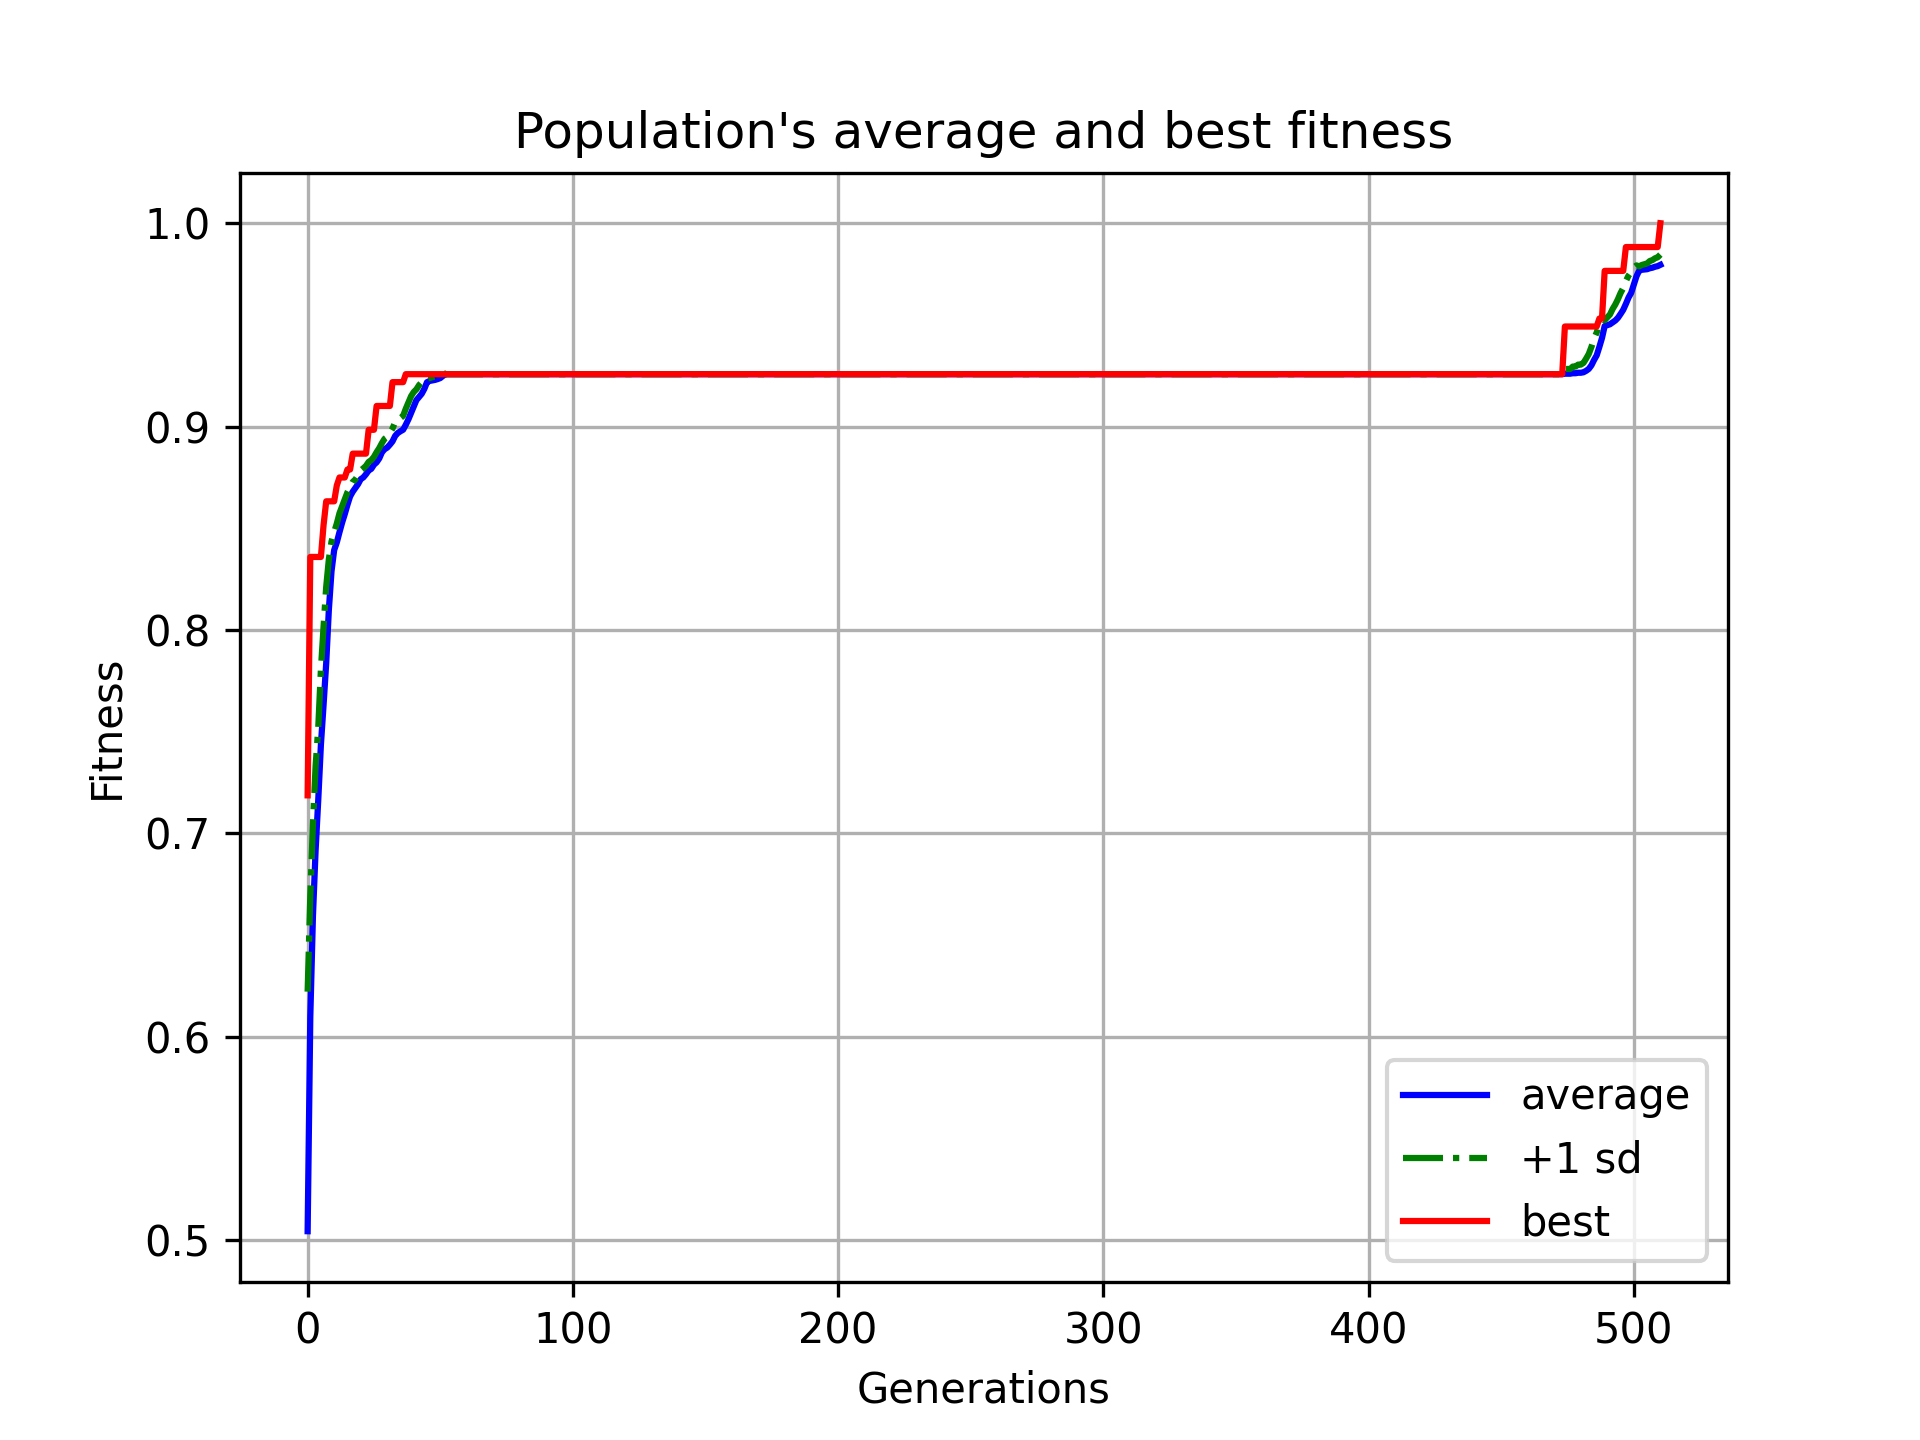 Population's average and best fitness
1.0
0.9
0.8
0.7
0.6
0.5
Fitness
0 100 200 300 400 500
Generations
average
+1 sd
best